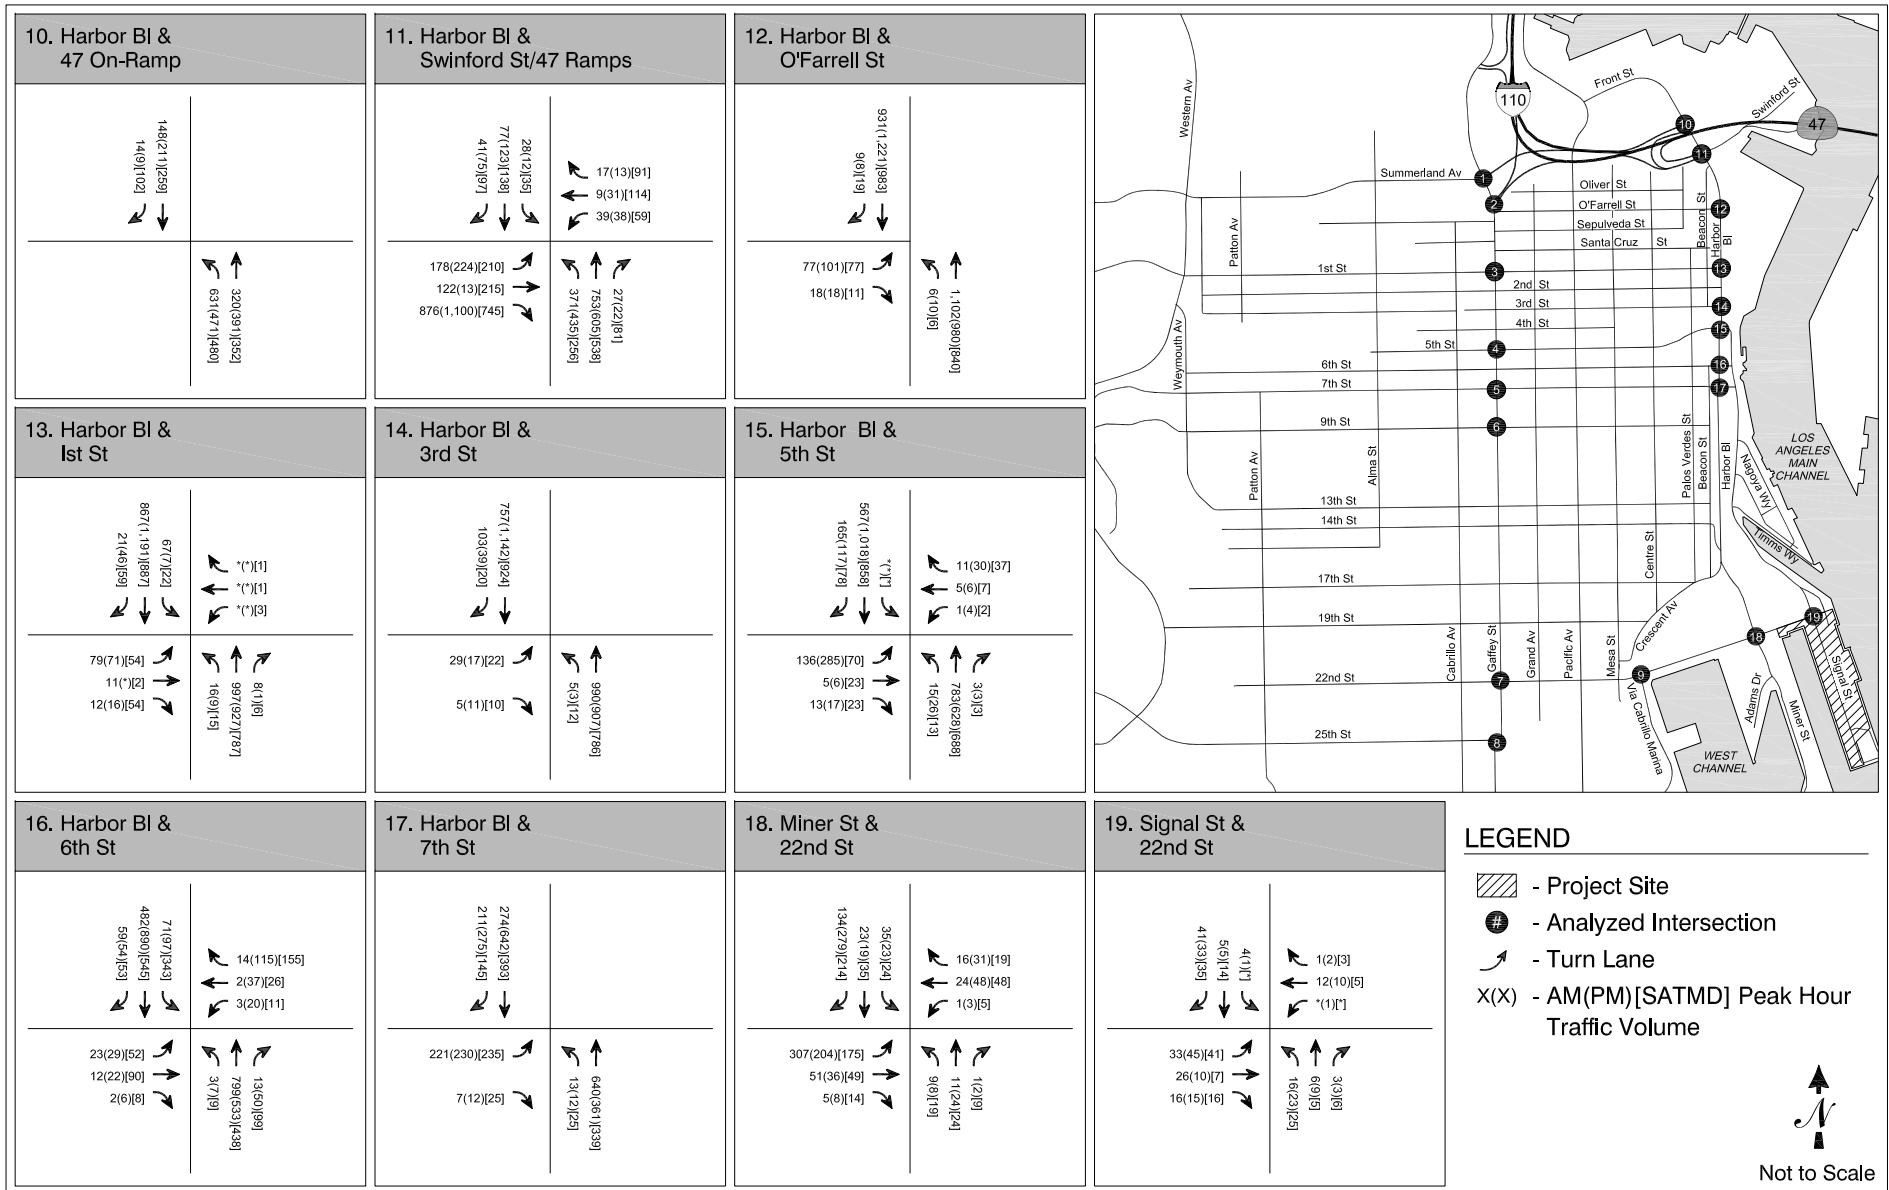 10. Harbor Bl &
47 On-Ramp
14(9)[102]
148(211)[259]
631(471)[480]
320(391)[362]
11. Harbor Bl &
Swinford St/47 Ramps
41(75)[97]
77(123)[138]
28(12)[35]
17(13)[91]
9(31)[114]
39(38)[59]
178(224)[210]
122(13)[215]
876(1,100)[745]
371(435)[256]
753(605)[538]
27(22)[81]
12. Harbor Bl &
O'Farrell St
9(8)[19]
931(1,221)[983]
77(101)[77]
18(18)[11]
6(10)[6]
1,102(980)[840]
13. Harbor Bl &
Ist St
21(46)[59]
867(1,191)[887]
67(7)[22]
*(*)[1]
*(*)[1]
*(*)[3]
79(71)[54]
11(*)[2]
12(16)[54]
16(9)[15]
997(927)[787]
8(1)[6]
14. Harbor Bl &
3rd St
103(39)[20]
757(1,142)[924]
29(17)[22]
5(11)[10]
5(3)[12]
990(907)[786]
15. Harbor Bl &
5th St
165(117)[78]
567(1,018)[858]
*(*)[*]
11(30)[37]
5(6)[7]
1(4)[2]
136(285)[70]
5(6)[23]
13(17)[23]
15(26)[13]
783(628)[688]
3(3)[3]
16. Harbor Bl &
6th St
59(54)[53]
482(890)[545]
71(97)[343]
14(115)[155]
2(37)[26]
3(20)[11]
23(29)[52]
12(22)[90]
2(6)[8]
3(7)[9]
799(533)[438]
13(50)[99]
17. Harbor Bl &
7th St
211(275)[145]
274(642)[393]
221(230)[235]
7(12)[25]
13(12)[25]
640(361)[339]
18. Miner St &
22nd St
134(279)[214]
23(19)[35]
35(23)[24]
16(31)[19]
24(48)[48]
1(3)[5]
307(204)[175]
51(36)[49]
5(8)[14]
9(8)[19]
11(24)[24]
1(2)[9]
19. Signal St &
22nd St
41(33)[35]
5(5)[14]
4(1)[*]
1(2)[3]
12(10)[5]
*(1)[*]
33(45)[41]
26(10)[7]
16(15)[16]
16(23)[25]
6(9)[5]
3(3)[6]
110
47
Front St
Swinford St
Western Av
Summerland Av
Oliver St
O'Farrell St
Sepulveda St
Santa Cruz St
Beacon St
Harbor Bl
Patton Av
1st St
2nd St
3rd St
4th St
5th St
6th St
7th St
9th St
Weymouth Av
Patton Av
Alma St
Palos Verdes St
Beacon St
Harbor Bl
Nagoya Wy
Timms Wy
LOS
ANGELES
MAIN
CHANNEL
13th St
14th St
17th St
19th St
22nd St
25th St
Centre St
Crescent Av
Cabrillo Av
Gaffey St
Grand Av
Pacific Av
Mesa St
Via Cabrillo Marina
Adams Dr
Miner St
Signal St
WEST
CHANNEL
1
2
3
4
5
6
7
8
9
10
11
12
13
14
15
16
17
18
19
LEGEND
- Project Site
# - Analyzed Intersection
- Turn Lane
X(X) - AM(PM)[SATMD] Peak Hour
Traffic Volume
N
Not to Scale